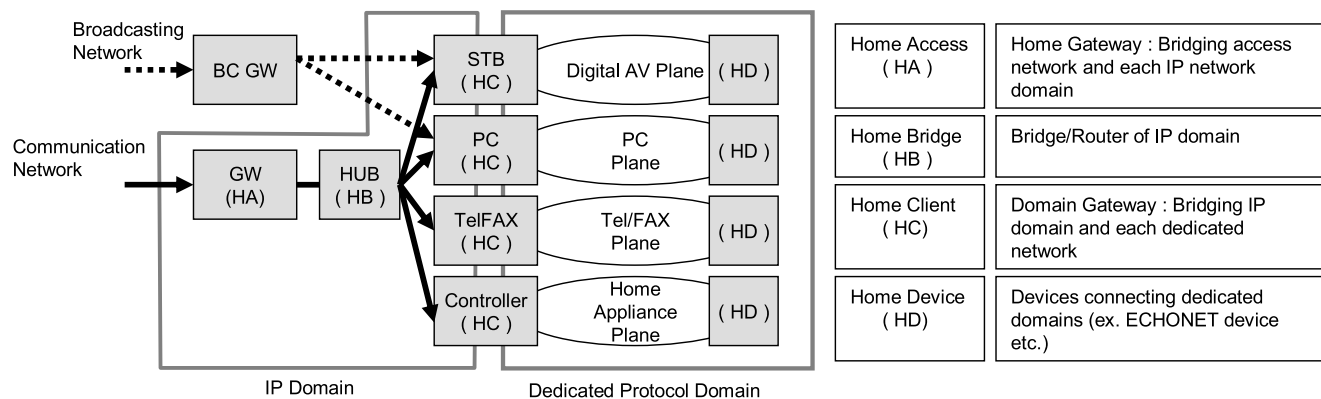 Broadcasting
Network
BC GW
Communication
Network
GW
(HA)
HUB
( HB )
STB
( HC )
Digital AV Plane
( HD )
PC
( HC )
PC
Plane
( HD )
TelFAX
( HC )
Tel/FAX
Plane
( HD )
Controller
( HC )
Home
Appliance
Plane
( HD )
IP Domain
Dedicated Protocol Domain
Home Access
( HA )
Home Gateway : Bridging access
network and each IP network
domain
Home Bridge
( HB )
Bridge/Router of IP domain
Home Client
( HC)
Domain Gateway : Bridging IP
domain and each dedicated
network
Home Device
( HD)
Devices connecting dedicated
domains (ex. ECHONET device
etc.)